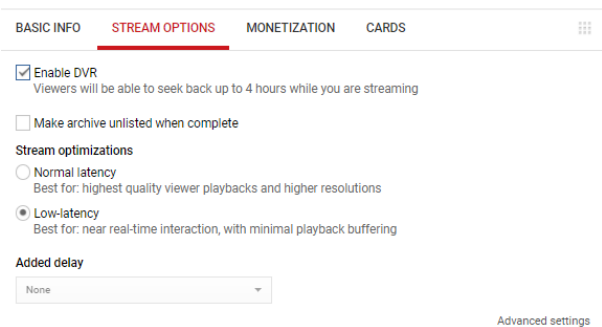 BASIC INFO STREAM OPTIONS MONETIZATION CARDS
Enable DVR
Viewers will be able to seek back up to 4 hours while you are streaming
Make archive unlisted when complete
Stream optimizations
Normal latency
Best for: highest quality viewer playbacks and higher resolutions
Low-latency
Best for: near real-time interaction, with minimal playback buffering
Added delay
None
Advanced settings